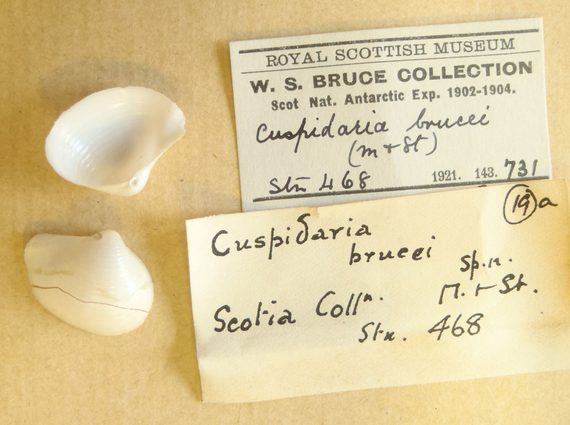 ROYAL SCOTTISH MUSEUM
W. S. BRUCE COLLECTION
Scot Nat. Antarctic Exp. 1902-1904.
Cuspidaria brucei
(M & St)
Stn 468 1921. 143. 731
(19)a
Cuspidaria
brucei
Sp. n.
Scotia Colln. M. & St.
Stn. 468